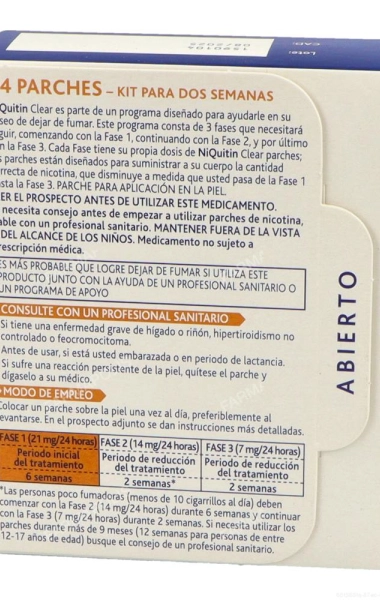 Lote:
CAD:
1590106
08/2025
4 PARCHES – KIT PARA DOS SEMANAS
iQuitin Clear es parte de un programa diseñado para ayudarle en su
seo de dejar de fumar. Este programa consta de 3 fases que necesitará
guir, comenzando con la Fase 1, continuando con la Fase 2, y por último
n la Fase 3. Cada Fase tiene su propia dosis de NiQuitin Clear parches;
s parches están diseñados para suministrar a su cuerpo la cantidad
rrecta de nicotina, que disminuye a medida que usted pasa de la Fase 1
sta la Fase 3. PARCHE PARA APLICACIÓN EN LA PIEL.
ER EL PROSPECTO ANTES DE UTILIZAR ESTE MEDICAMENTO.
necesita consejo antes de empezar a utilizar parches de nicotina,
able con un profesional sanitario. MANTENER FUERA DE LA VISTA
DEL ALCANCE DE LOS NIÑOS. Medicamento no sujeto a
rescripción médica.
ES MÁS PROBABLE QUE LOGRE DEJAR DE FUMAR SI UTILIZA ESTE
PRODUCTO JUNTO CON LA AYUDA DE UN PROFESIONAL SANITARIO O
UN PROGRAMA DE APOYO
CONSULTE CON UN PROFESIONAL SANITARIO
Si tiene una enfermedad grave de hígado o riñón, hipertiroidismo no
controlado o feocromocitoma.
Antes de usar, si está usted embarazada o en periodo de lactancia.
Si sufre una reacción persistente de la piel, quítese el parche y
dígaselo a su médico.
MODO DE EMPLEO
Colocar un parche sobre la piel una vez al día, preferiblemente al
levantarse. En el prospecto adjunto se dan instrucciones más detalladas.
FASE 1 (21 mg/24 horas) FASE 2 (14 mg/24 horas) FASE 3 (7 mg/24 horas)
Periodo inicial Periodo de reducción Periodo de reducción
del tratamiento del tratamiento del tratamiento
6 semanas 2 semanas* 2 semanas
*Las personas poco fumadoras (menos de 10 cigarrillos al día) deben
comenzar con la Fase 2 (14 mg/24 horas) durante 6 semanas y continuar
con la Fase 3 (7 mg/24 horas) durante 2 semanas. Si necesita utilizar los
parches durante más de 9 meses (12 semanas para personas de entre
12-17 años de edad) busque el consejo de un profesional sanitario.
ABIERTO